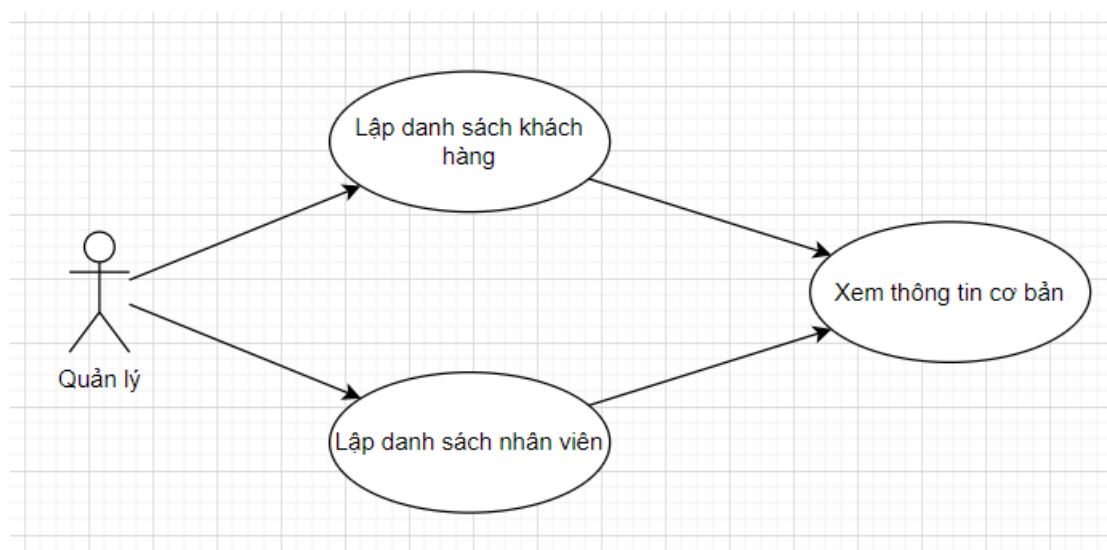 Lập danh sách khách
hàng
Xem thông tin cơ bản
Quản lý
Lập danh sách nhân viên